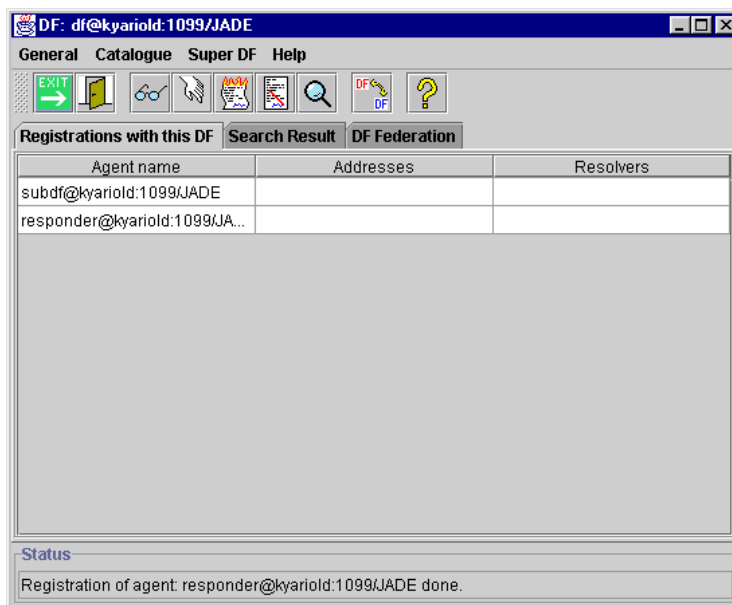 DF: df@kyariold:1099/JADE
General Catalogue Super DF Help
EXIT DF DF
Registrations with this DF Search Result DF Federation
Agent name Addresses Resolvers
subdf@kyariold:1099/JADE
responder@kyariold:1099/JA...
Status
Registration of agent: responder@kyariold:1099/JADE done.